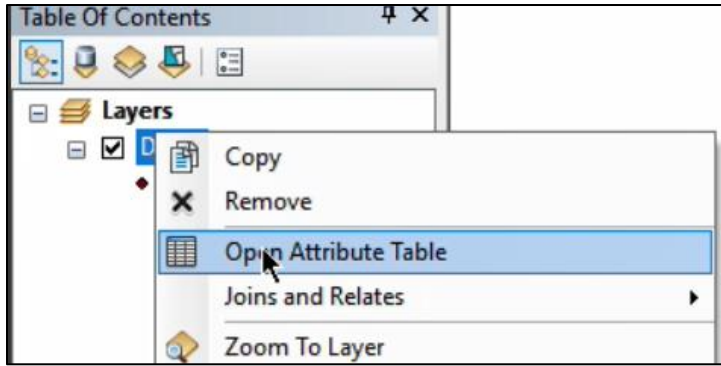 Table Of Contents
Layers
D
Copy
Remove
Open Attribute Table
Joins and Relates
Zoom To Layer